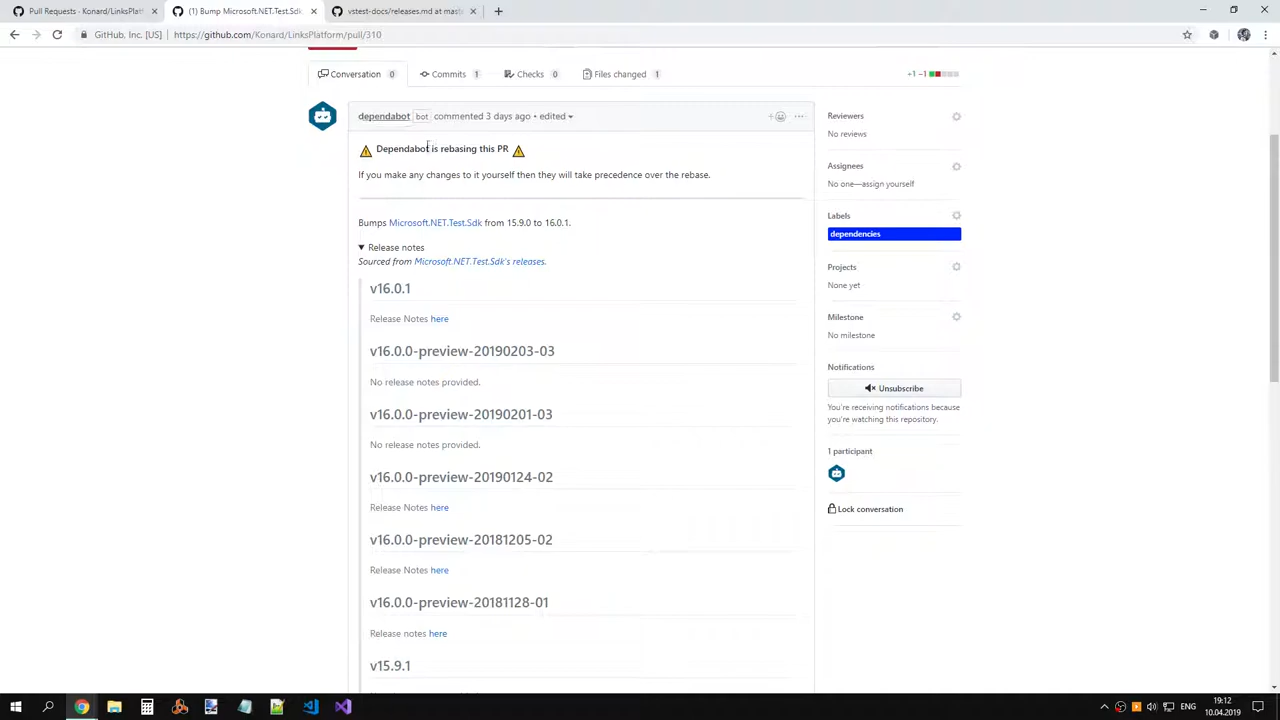 Pull Requests - Konard/LinksPlatfo
(1) Bump Microsoft.NET.Test.Sdk
vstest-docs/releases.md at maste
GitHub, Inc. [US]
https://github.com/Konard/LinksPlatform/pull/310
Conversation 0
Commits 1
Checks 0
Files changed 1
+1 −1
dependabot bot commented 3 days ago • edited
Dependabot is rebasing this PR
If you make any changes to it yourself then they will take precedence over the rebase.
Bumps Microsoft.NET.Test.Sdk from 15.9.0 to 16.0.1.
Release notes
Sourced from Microsoft.NET.Test.Sdk's releases.
v16.0.1
Release Notes here
v16.0.0-preview-20190203-03
No release notes provided.
v16.0.0-preview-20190201-03
No release notes provided.
v16.0.0-preview-20190124-02
Release Notes here
v16.0.0-preview-20181205-02
Release Notes here
v16.0.0-preview-20181128-01
Release notes here
v15.9.1
Reviewers
No reviews
Assignees
No one—assign yourself
Labels
dependencies
Projects
None yet
Milestone
No milestone
Notifications
Unsubscribe
You're receiving notifications because
you're watching this repository.
1 participant
Lock conversation
ENG
19:12
10.04.2019